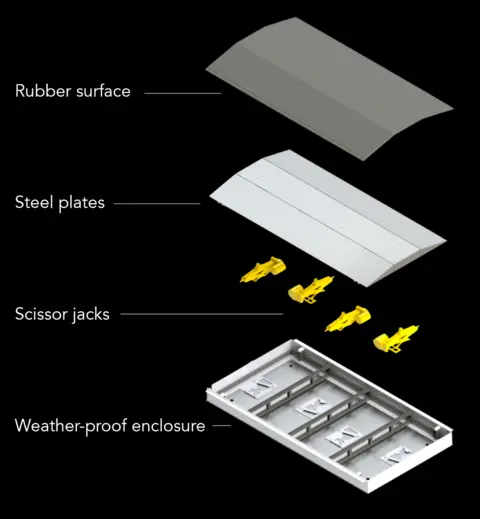 Rubber surface
Steel plates
Scissor jacks
Weather-proof enclosure